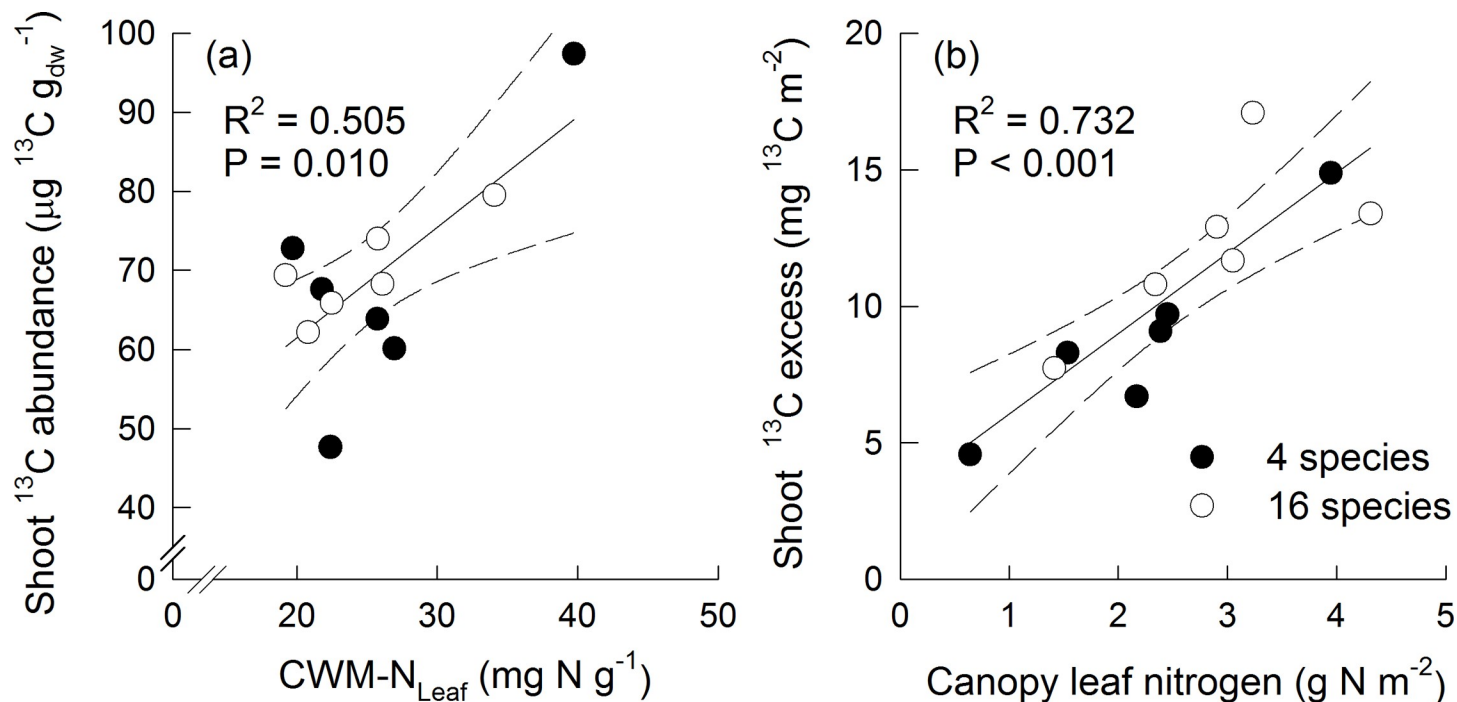 (a)
R² = 0.505
P = 0.010
Shoot ¹³C abundance (µg ¹³C g_dw⁻¹)
100
90
80
70
60
50
40
0
0 20 30 40 50
CWM-N_Leaf (mg N g⁻¹)
(b)
R² = 0.732
P < 0.001
Shoot ¹³C excess (mg ¹³C m⁻²)
20
15
10
5
0
4 species
16 species
0 1 2 3 4 5
Canopy leaf nitrogen (g N m⁻²)